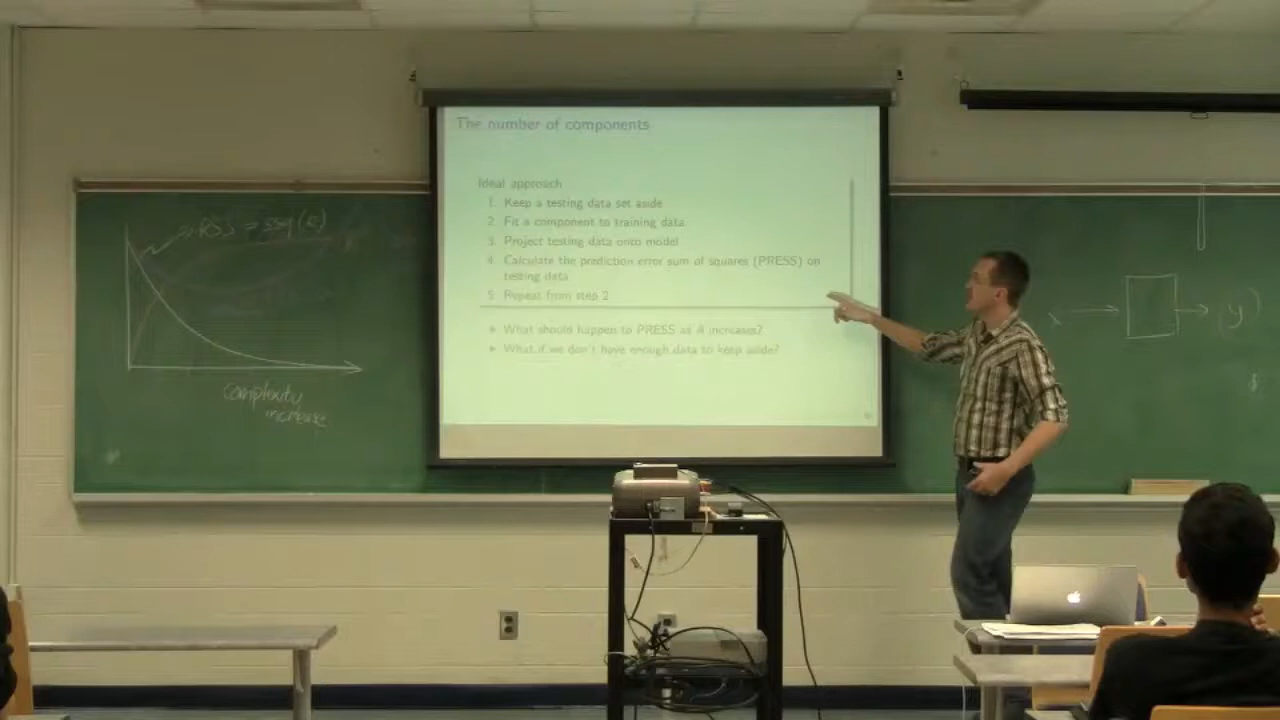 The number of components
Ideal approach
1. Keep a testing data set aside
2. Fit a component to training data
3. Project testing data onto model
4. Calculate the prediction error sum of squares (PRESS) on
testing data
5. Repeat from step 2
What should happen to PRESS as A increases?
What if we don't have enough data to keep aside?
RSS = ssq(E)
complexity
increase
x
(y)